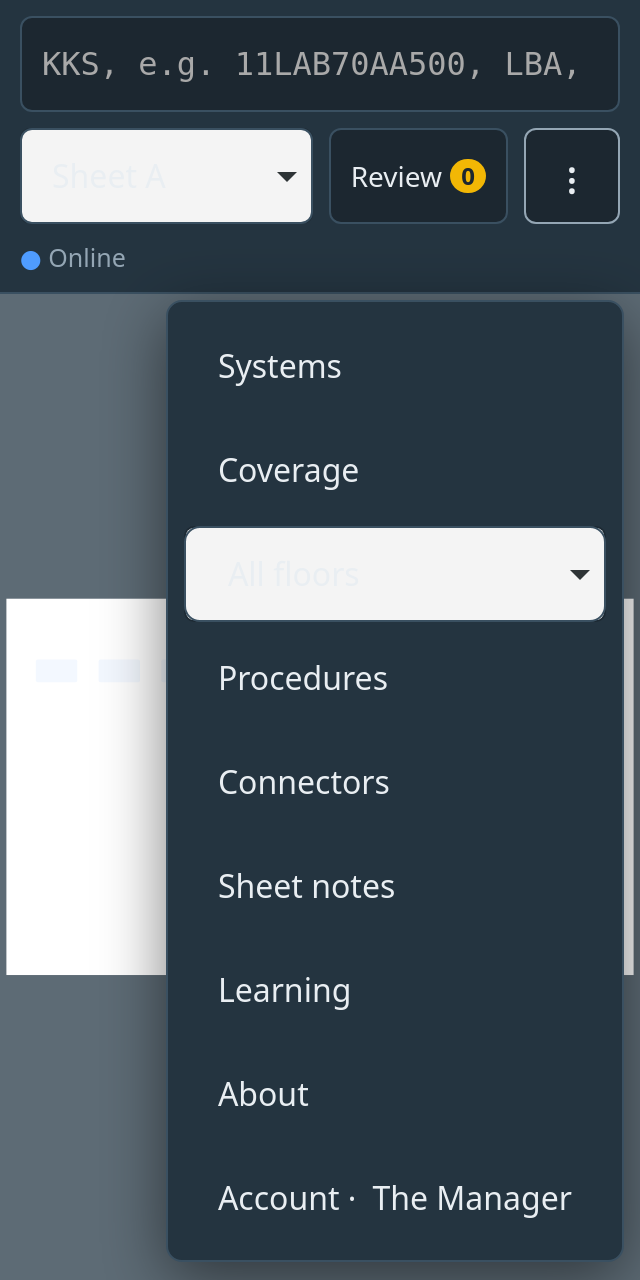 KKS, e.g. 11LAB70AA500, LBA,
Sheet A
Review 0
Online
Systems
Coverage
All floors
Procedures
Connectors
Sheet notes
Learning
About
Account · The Manager